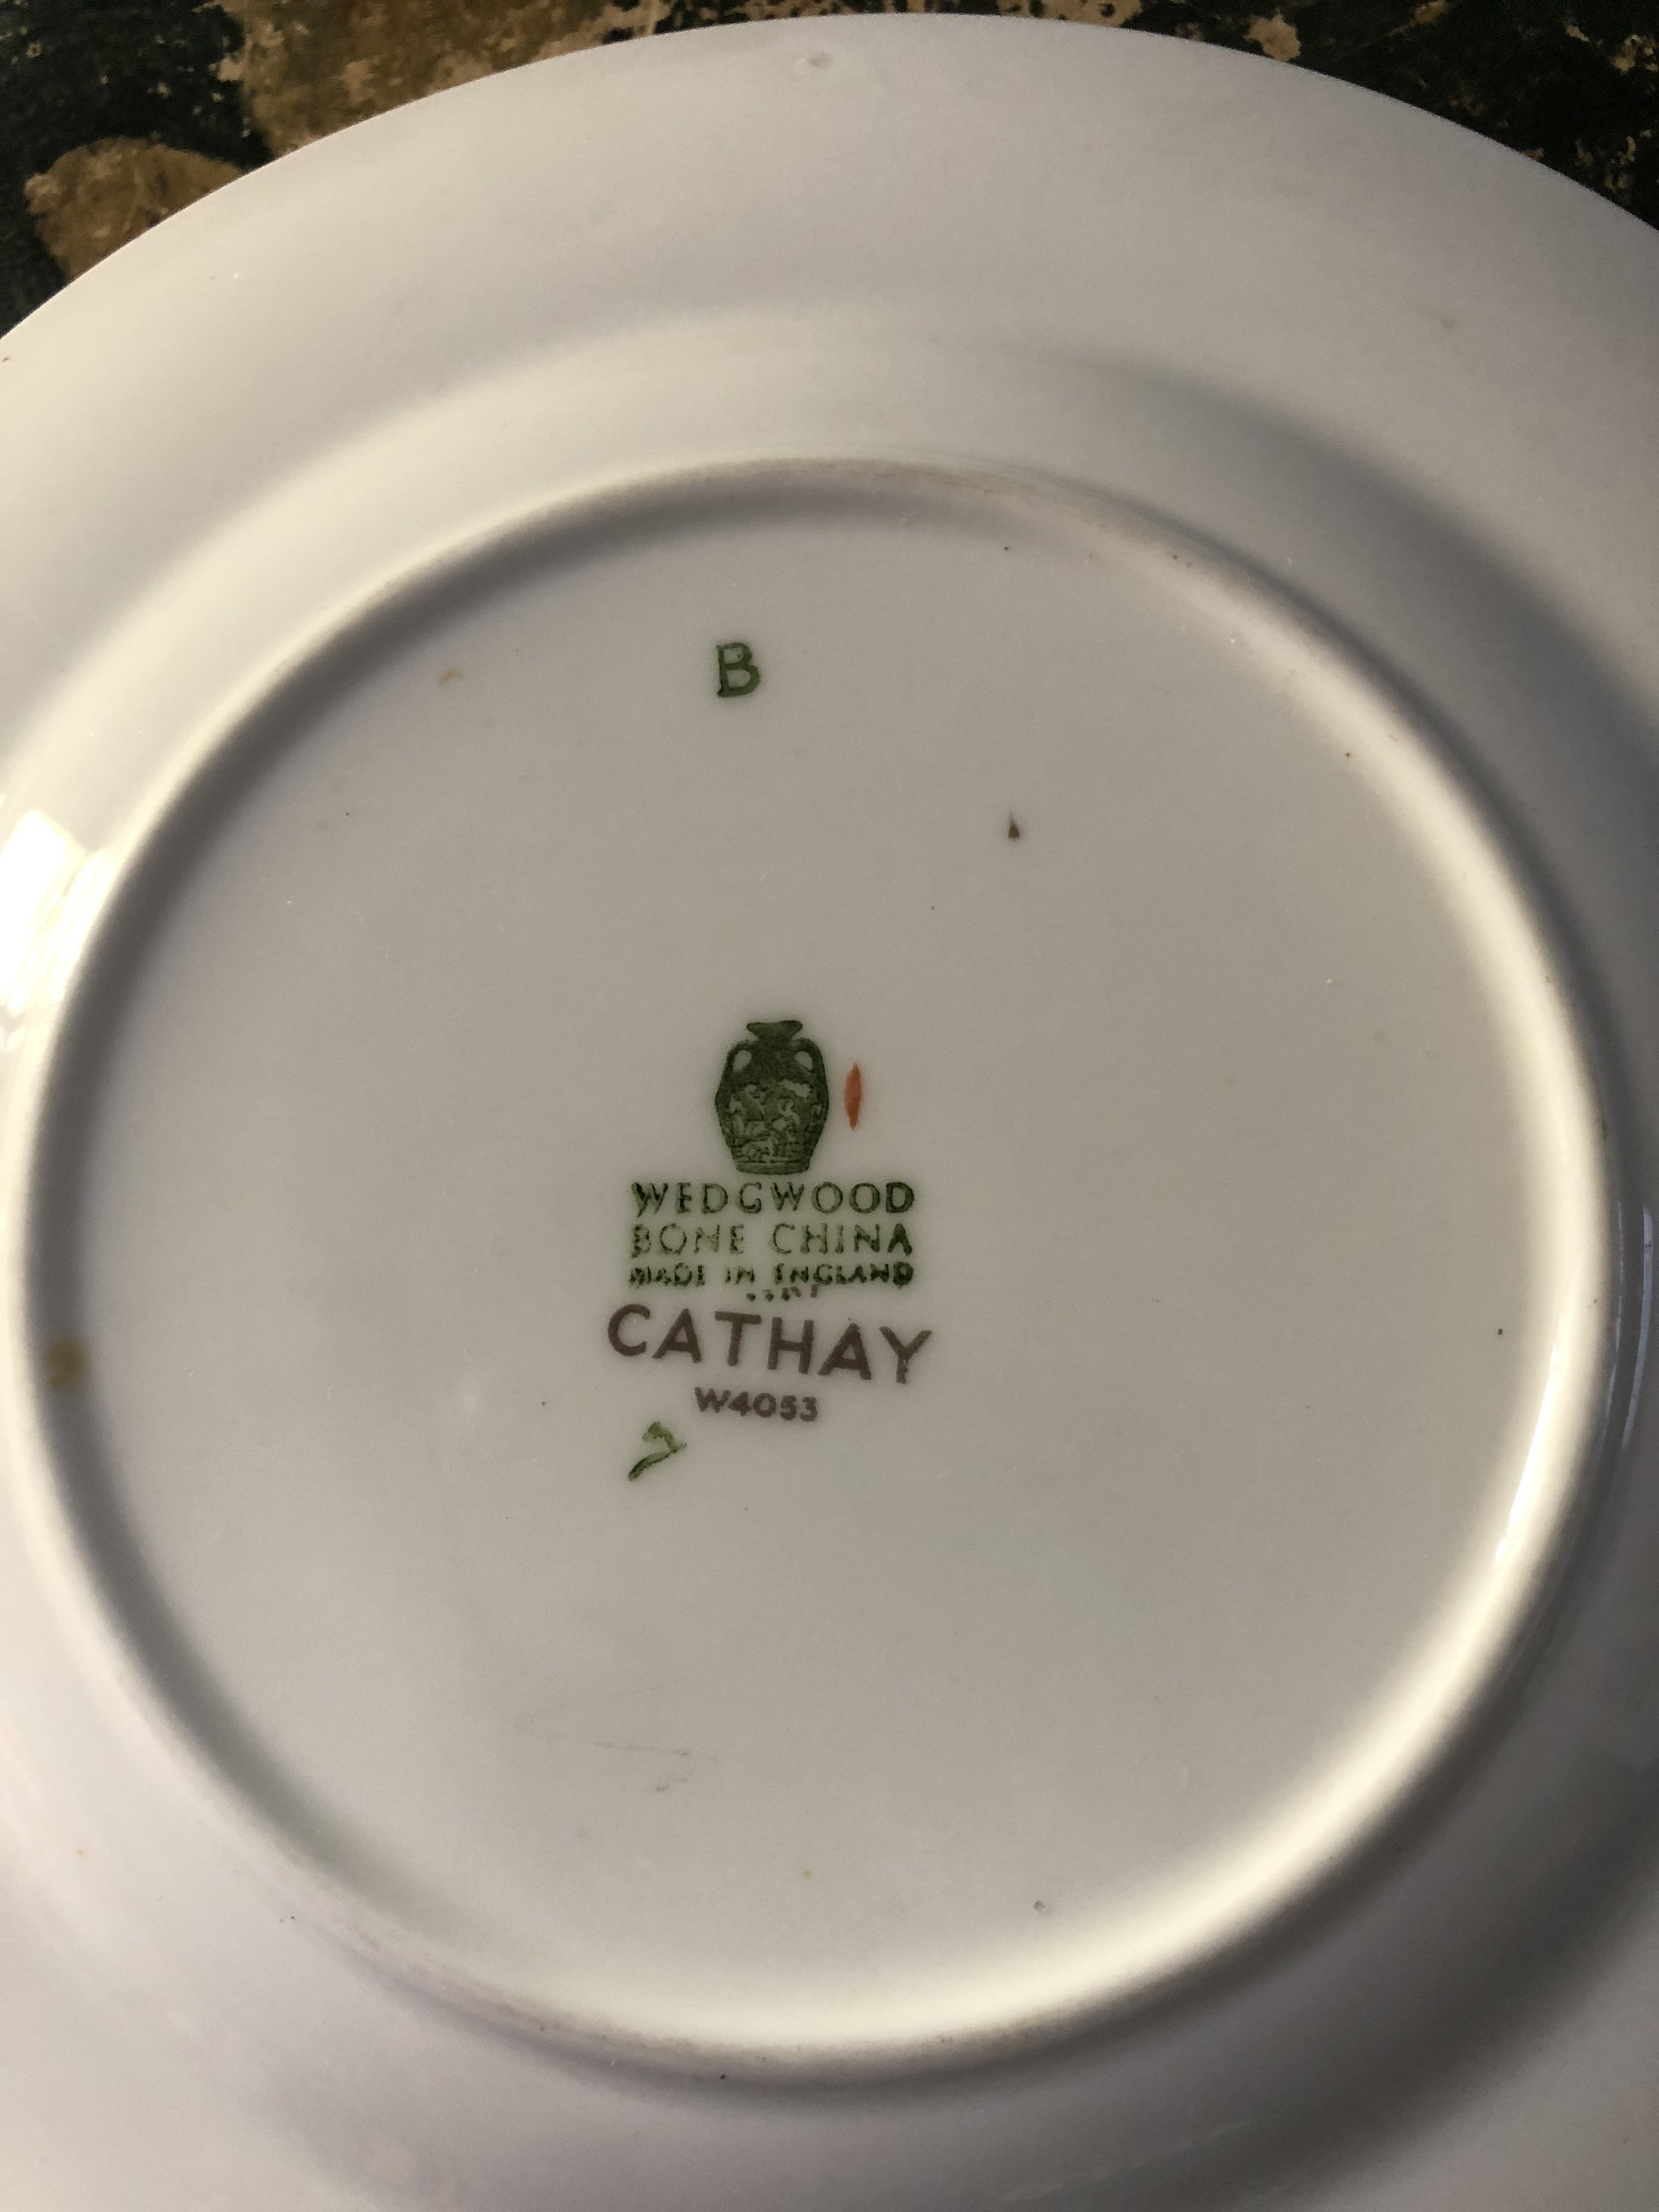 B
WEDGWOOD
BONE CHINA
MADE IN ENGLAND
CATHAY
W4053